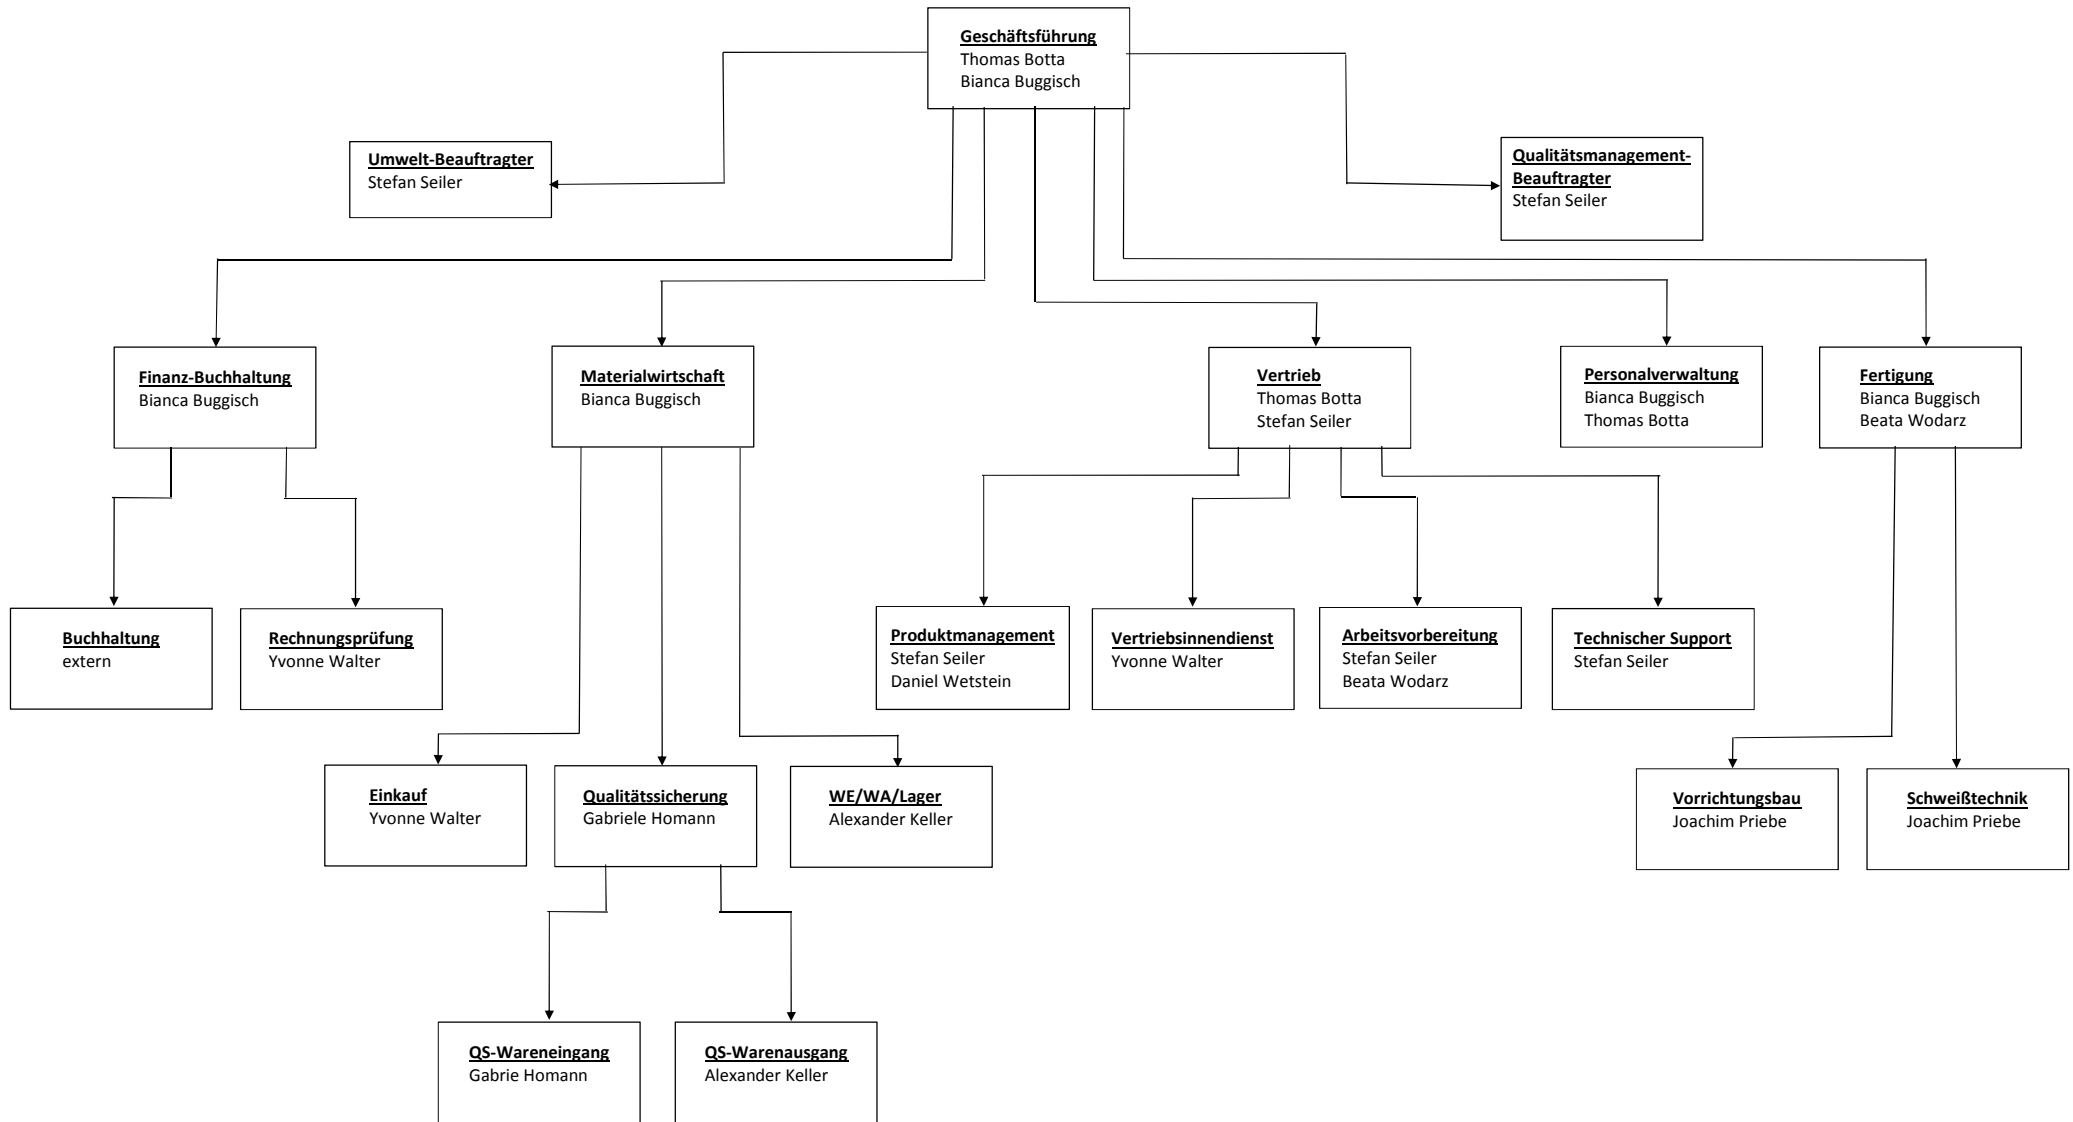 Geschäftsführung
Thomas Botta
Bianca Buggisch
Umwelt-Beauftragter
Stefan Seiler
Qualitätsmanagement-
Beauftragter
Stefan Seiler
Finanz-Buchhaltung
Bianca Buggisch
Materialwirtschaft
Bianca Buggisch
Vertrieb
Thomas Botta
Stefan Seiler
Personalverwaltung
Bianca Buggisch
Thomas Botta
Fertigung
Bianca Buggisch
Beata Wodarz
Buchhaltung
extern
Rechnungsprüfung
Yvonne Walter
Produktmanagement
Stefan Seiler
Daniel Wetstein
Vertriebsinnendienst
Yvonne Walter
Arbeitsvorbereitung
Stefan Seiler
Beata Wodarz
Technischer Support
Stefan Seiler
Einkauf
Yvonne Walter
Qualitätssicherung
Gabriele Homann
WE/WA/Lager
Alexander Keller
Vorrichtungsbau
Joachim Priebe
Schweißtechnik
Joachim Priebe
QS-Wareneingang
Gabrie Homann
QS-Warenausgang
Alexander Keller